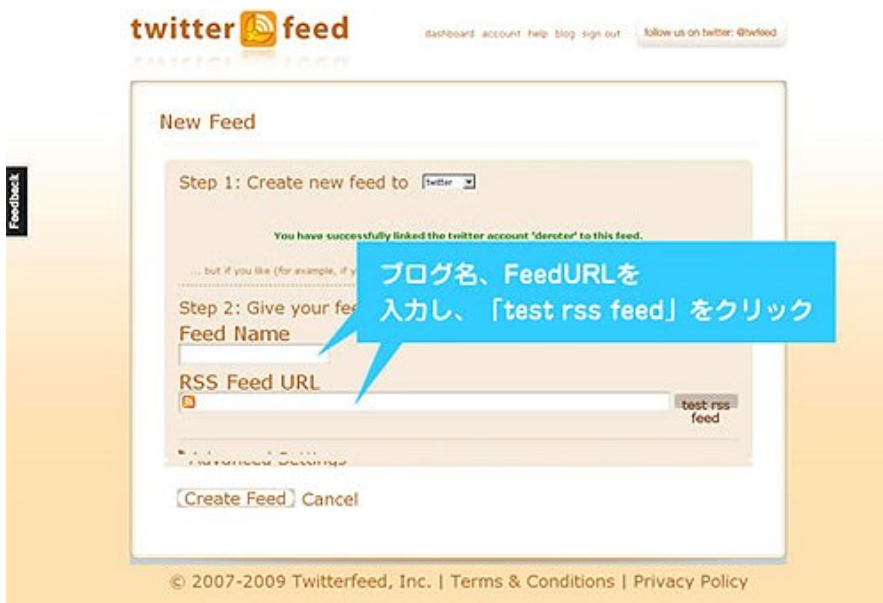 twitter feed
dashboard account help blog sign out
follow us on twitter: @twfeed
New Feed
Feedback
Step 1: Create new feed to twitter
You have successfully linked the twitter account 'deroter' to this feed.
... but if you like (for example, if y
ブログ名、FeedURLを
入力し、「test rss feed」をクリック
Step 2: Give your fee
Feed Name
RSS Feed URL
test rss
feed
Advanced Settings
Create Feed Cancel
© 2007-2009 Twitterfeed, Inc. | Terms & Conditions | Privacy Policy